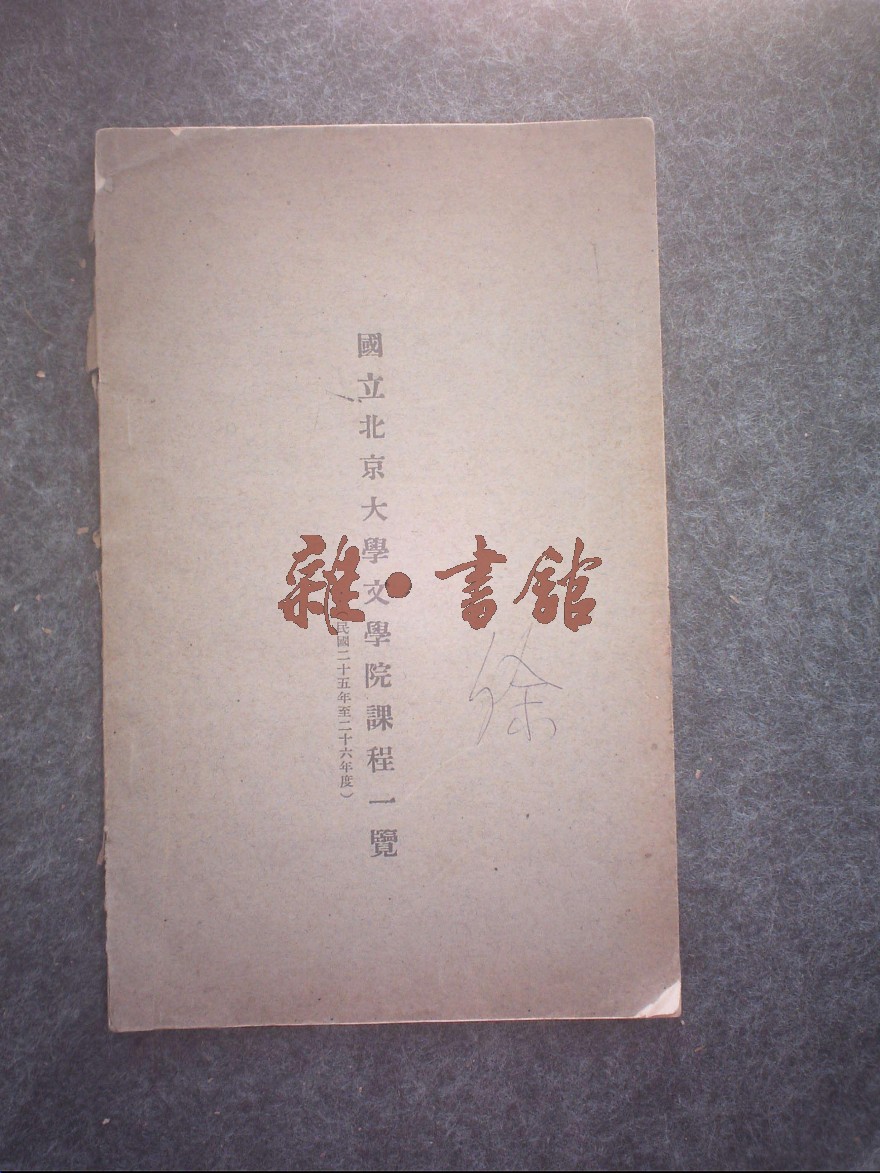 國立北京大學文學院課程一覽
民國二十五年至二十六年度）
雜·書館
徐